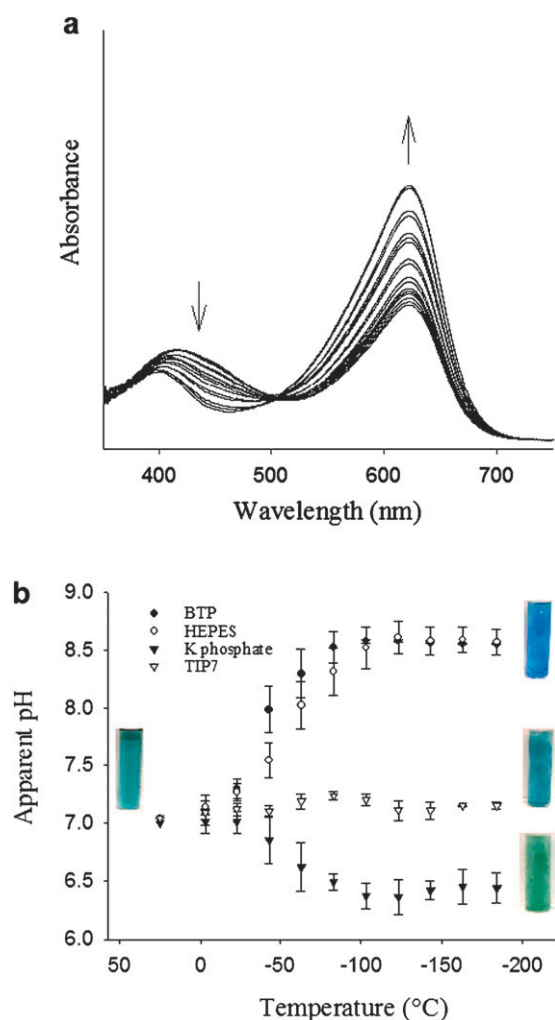 a
Absorbance
400
500
600
700
Wavelength (nm)
b
9.0
8.5
8.0
7.5
7.0
6.5
6.0
Apparent pH
BTP
HEPES
K phosphate
TIP7
50
0
-50
-100
-150
-200
Temperature (°C)